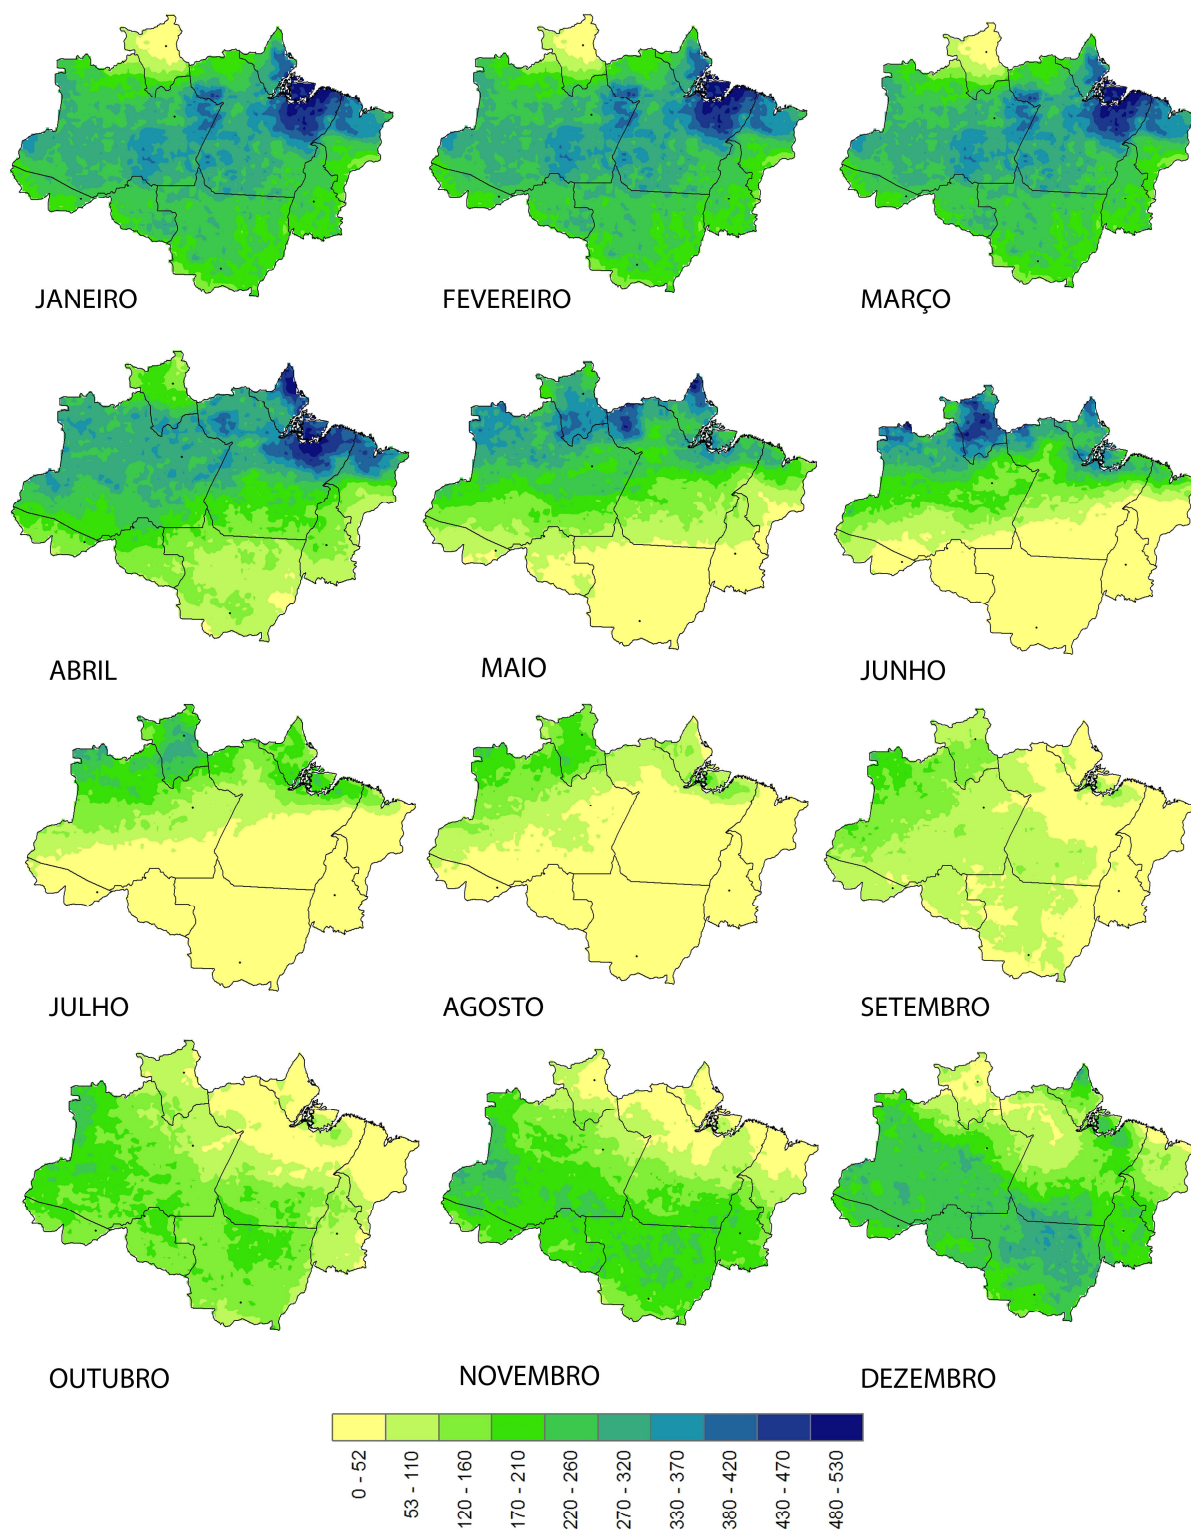 JANEIRO
FEVEREIRO
MARÇO
ABRIL
MAIO
JUNHO
JULHO
AGOSTO
SETEMBRO
OUTUBRO
NOVEMBRO
DEZEMBRO
0 - 52
53 - 110
120 - 160
170 - 210
220 - 260
270 - 320
330 - 370
380 - 420
430 - 470
480 - 530